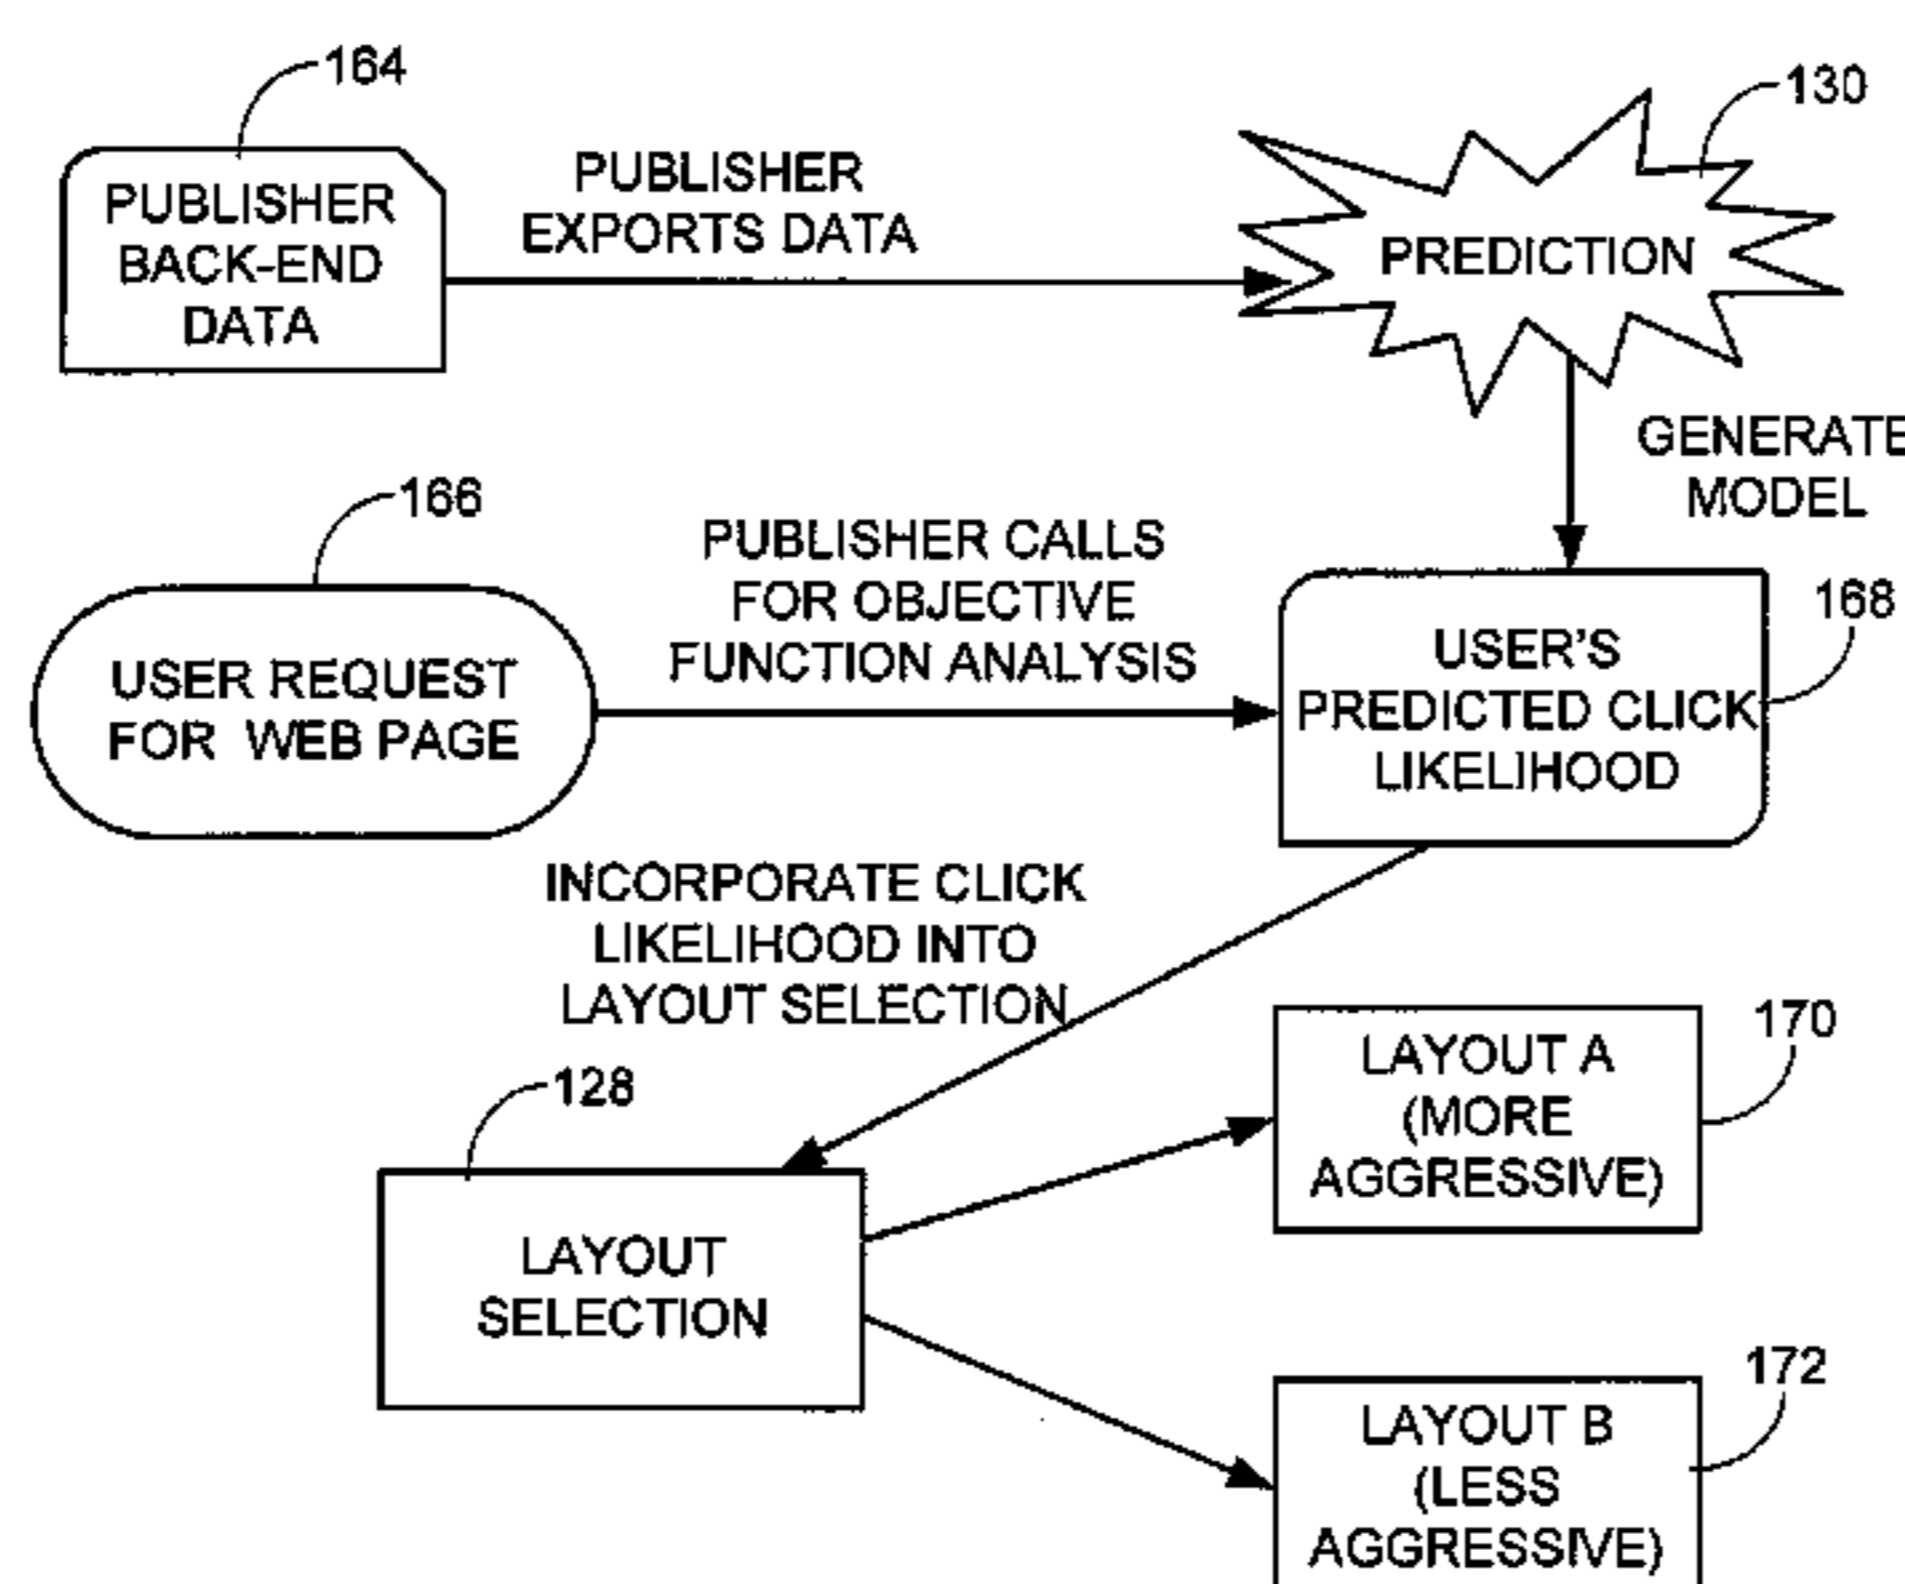 164
130
PUBLISHER
BACK-END
DATA
PUBLISHER
EXPORTS DATA
PREDICTION
GENERATE
MODEL
166
PUBLISHER CALLS
FOR OBJECTIVE
FUNCTION ANALYSIS
168
USER REQUEST
FOR WEB PAGE
USER'S
PREDICTED CLICK
LIKELIHOOD
INCORPORATE CLICK
LIKELIHOOD INTO
LAYOUT SELECTION
128
170
LAYOUT A
(MORE
AGGRESSIVE)
LAYOUT
SELECTION
172
LAYOUT B
(LESS
AGGRESSIVE)